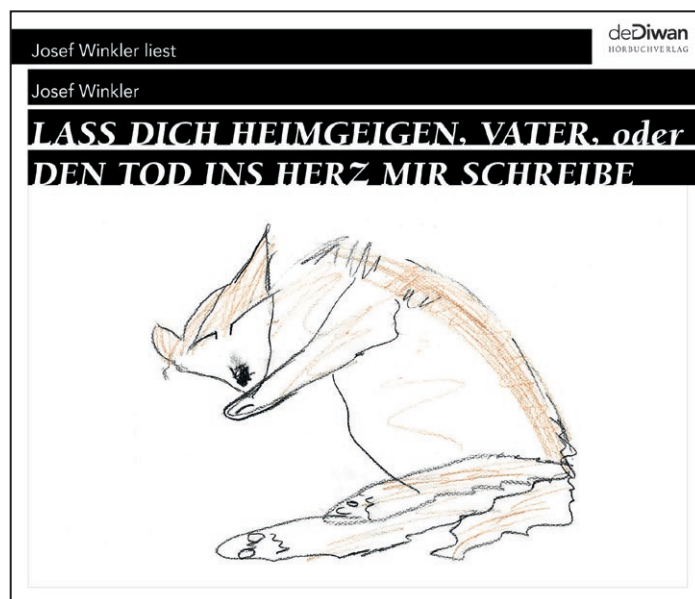 Josef Winkler liest
deDiwan
HÖRBUCHVERLAG
Josef Winkler
LASS DICH HEIMGEIGEN, VATER, oder
DEN TOD INS HERZ MIR SCHREIBE